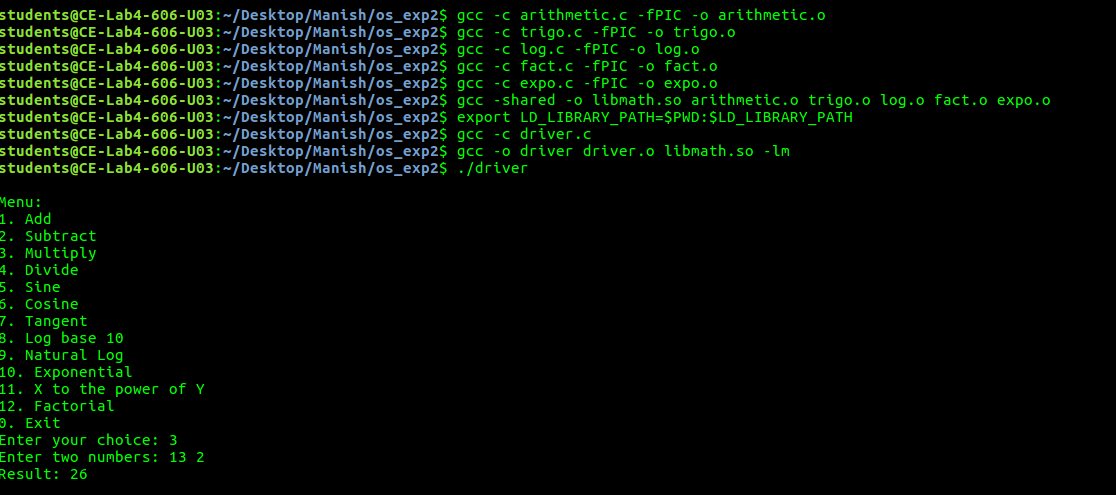 students@CE-Lab4-606-U03:~/Desktop/Manish/os_exp2$ gcc -c arithmetic.c -fPIC -o arithmetic.o
students@CE-Lab4-606-U03:~/Desktop/Manish/os_exp2$ gcc -c trigo.c -fPIC -o trigo.o
students@CE-Lab4-606-U03:~/Desktop/Manish/os_exp2$ gcc -c log.c -fPIC -o log.o
students@CE-Lab4-606-U03:~/Desktop/Manish/os_exp2$ gcc -c fact.c -fPIC -o fact.o
students@CE-Lab4-606-U03:~/Desktop/Manish/os_exp2$ gcc -c expo.c -fPIC -o expo.o
students@CE-Lab4-606-U03:~/Desktop/Manish/os_exp2$ gcc -shared -o libmath.so arithmetic.o trigo.o log.o fact.o expo.o
students@CE-Lab4-606-U03:~/Desktop/Manish/os_exp2$ export LD_LIBRARY_PATH=$PWD:$LD_LIBRARY_PATH
students@CE-Lab4-606-U03:~/Desktop/Manish/os_exp2$ gcc -c driver.c
students@CE-Lab4-606-U03:~/Desktop/Manish/os_exp2$ gcc -o driver driver.o libmath.so -lm
students@CE-Lab4-606-U03:~/Desktop/Manish/os_exp2$ ./driver
Menu:
1. Add
2. Subtract
3. Multiply
4. Divide
5. Sine
6. Cosine
7. Tangent
8. Log base 10
9. Natural Log
10. Exponential
11. X to the power of Y
12. Factorial
0. Exit
Enter your choice: 3
Enter two numbers: 13 2
Result: 26